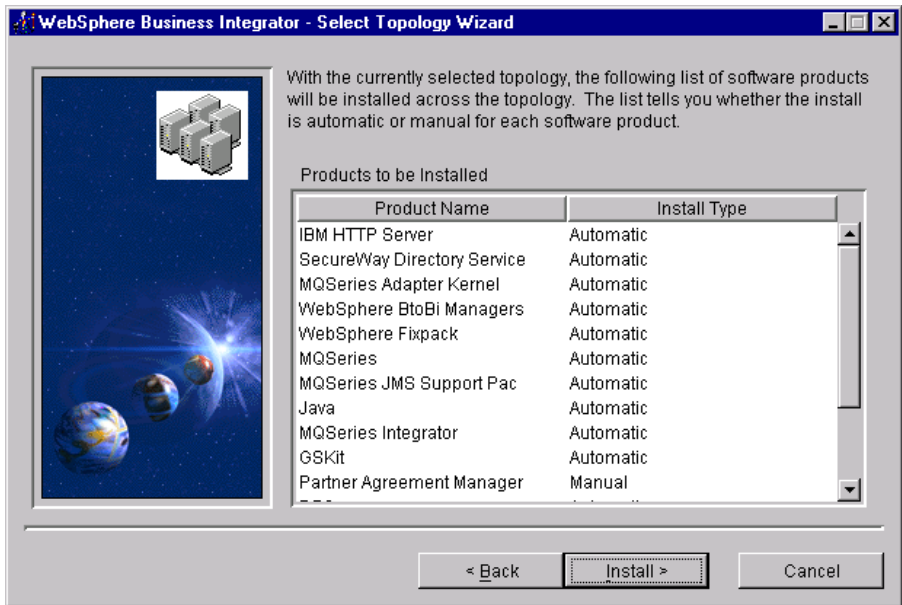 WebSphere Business Integrator - Select Topology Wizard
With the currently selected topology, the following list of software products
will be installed across the topology. The list tells you whether the install
is automatic or manual for each software product.
Products to be Installed
Product Name Install Type
IBM HTTP Server Automatic
SecureWay Directory Service Automatic
MQSeries Adapter Kernel Automatic
WebSphere BtoBi Managers Automatic
WebSphere Fixpack Automatic
MQSeries Automatic
MQSeries JMS Support Pac Automatic
Java Automatic
MQSeries Integrator Automatic
GSKit Automatic
Partner Agreement Manager Manual
< Back Install > Cancel